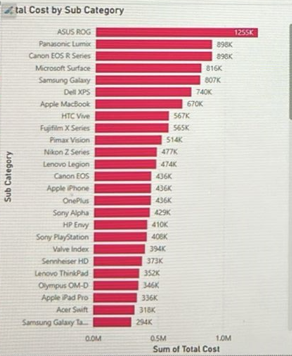 tal Cost by Sub Category
ASUS ROG 1255K
Panasonic Lumix 898K
Canon EOS R Series 898K
Microsoft Surface 816K
Samsung Galaxy 807K
Dell XPS 740K
Apple MacBook 670K
HTC Vive 567K
Fujifilm X Series 565K
Pimax Vision 514K
Nikon Z Series 477K
Lenovo Legion 474K
Canon EOS 436K
Apple iPhone 436K
OnePlus 436K
Sony Alpha 429K
HP Envy 410K
Sony PlayStation 408K
Valve Index 394K
Sennheiser HD 373K
Lenovo ThinkPad 352K
Olympus OM-D 346K
Apple iPad Pro 336K
Acer Swift 318K
Samsung Galaxy Ta... 294K
Sub Category
0.0M 0.5M 1.0M
Sum of Total Cost